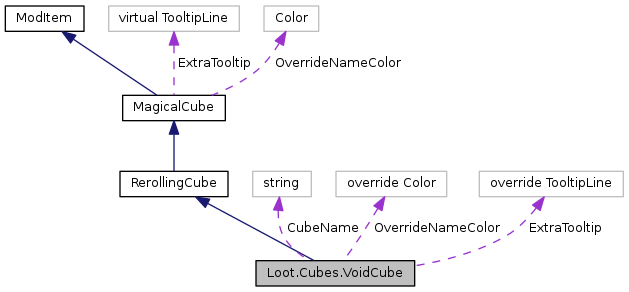 ModItem
virtual TooltipLine
Color
ExtraTooltip
OverrideNameColor
MagicalCube
RerollingCube
string
override Color
override TooltipLine
CubeName
OverrideNameColor
ExtraTooltip
Loot.Cubes.VoidCube